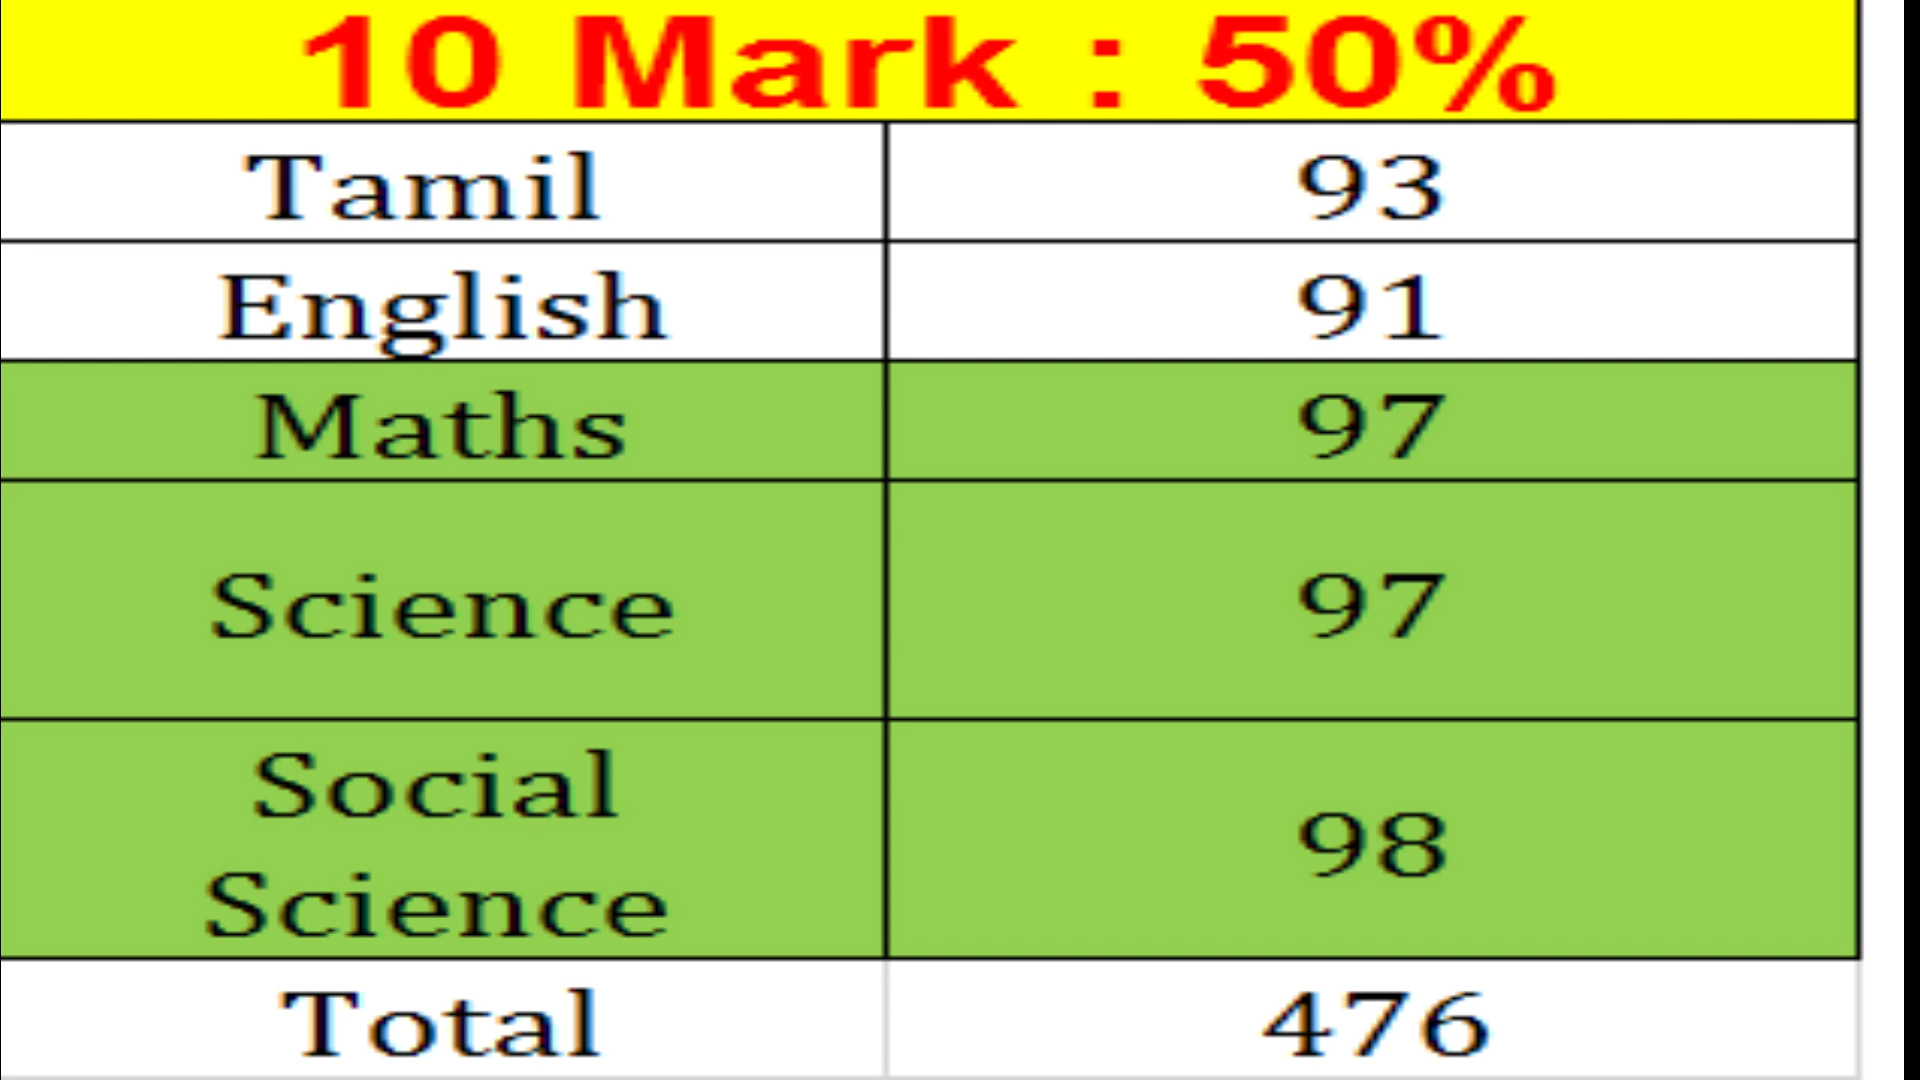 10 Mark : 50%
Tamil 93
English 91
Maths 97
Science 97
Social
Science 98
Total 476